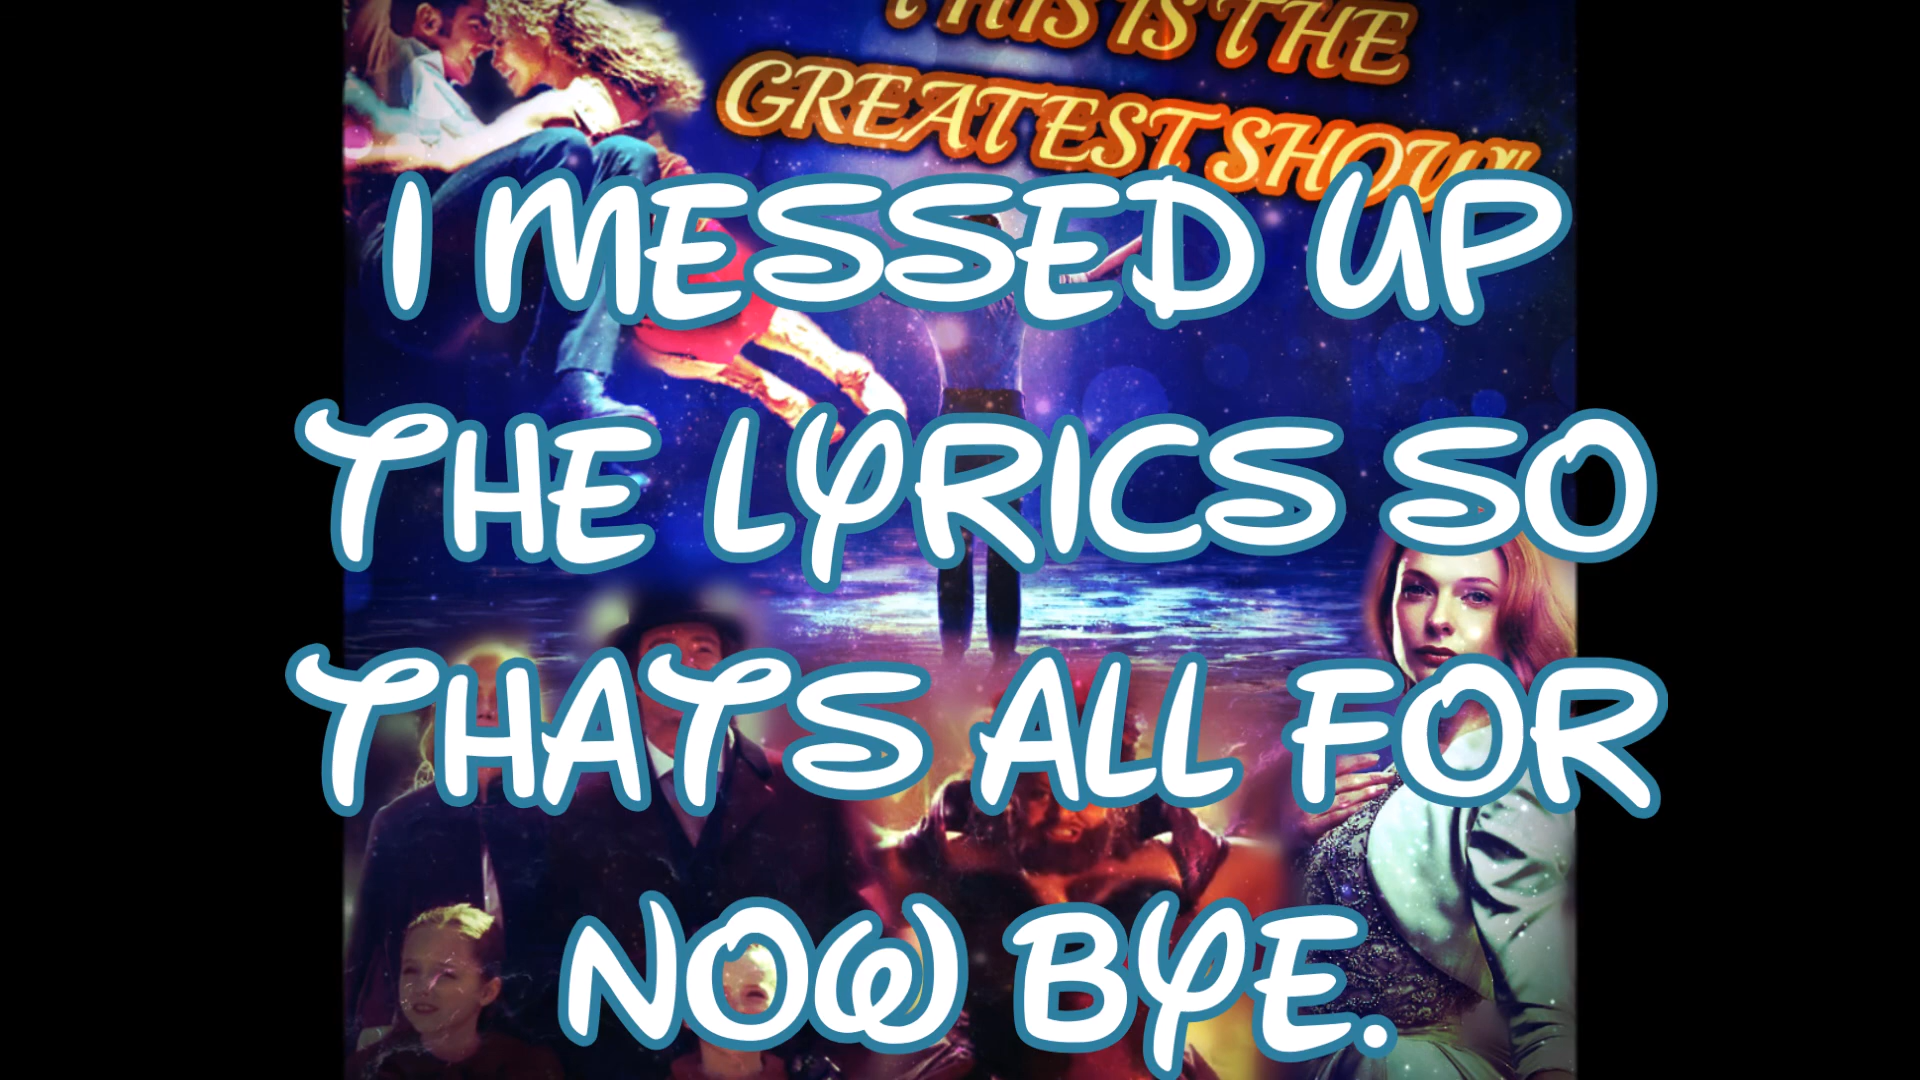 THIS IS THE
GREATEST SHOW!!
I MESSED UP
THE LYRICS SO
THATS ALL FOR
NOW BYE.